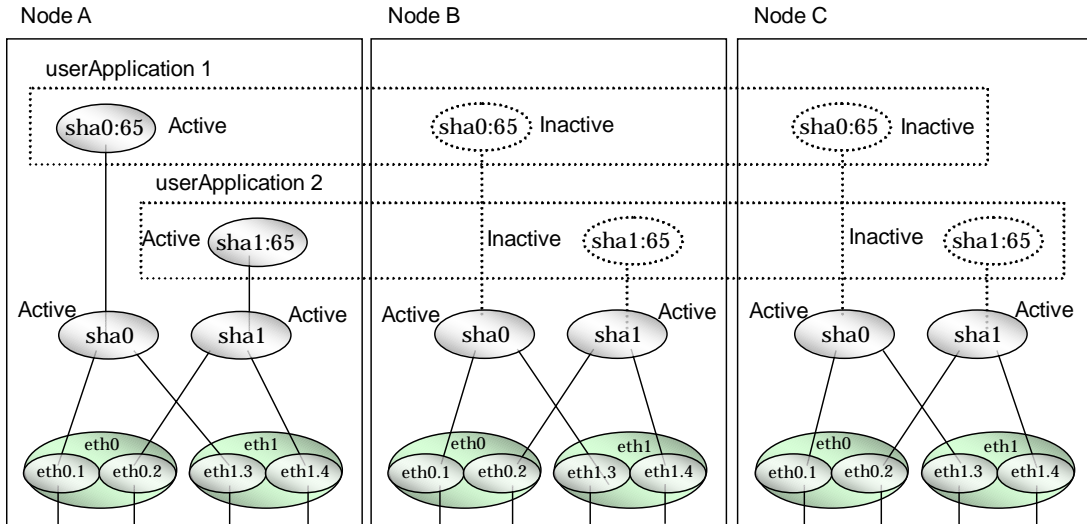 Node A
Node B
Node C
userApplication 1
sha0:65
Active
sha0:65
Inactive
sha0:65
Inactive
userApplication 2
Active
sha1:65
Inactive
sha1:65
Inactive
sha1:65
Active
sha0
sha1
Active
Active
sha0
sha1
Active
Active
sha0
sha1
Active
eth0
eth0.1
eth0.2
eth1
eth1.3
eth1.4
eth0
eth0.1
eth0.2
eth1
eth1.3
eth1.4
eth0
eth0.1
eth0.2
eth1
eth1.3
eth1.4